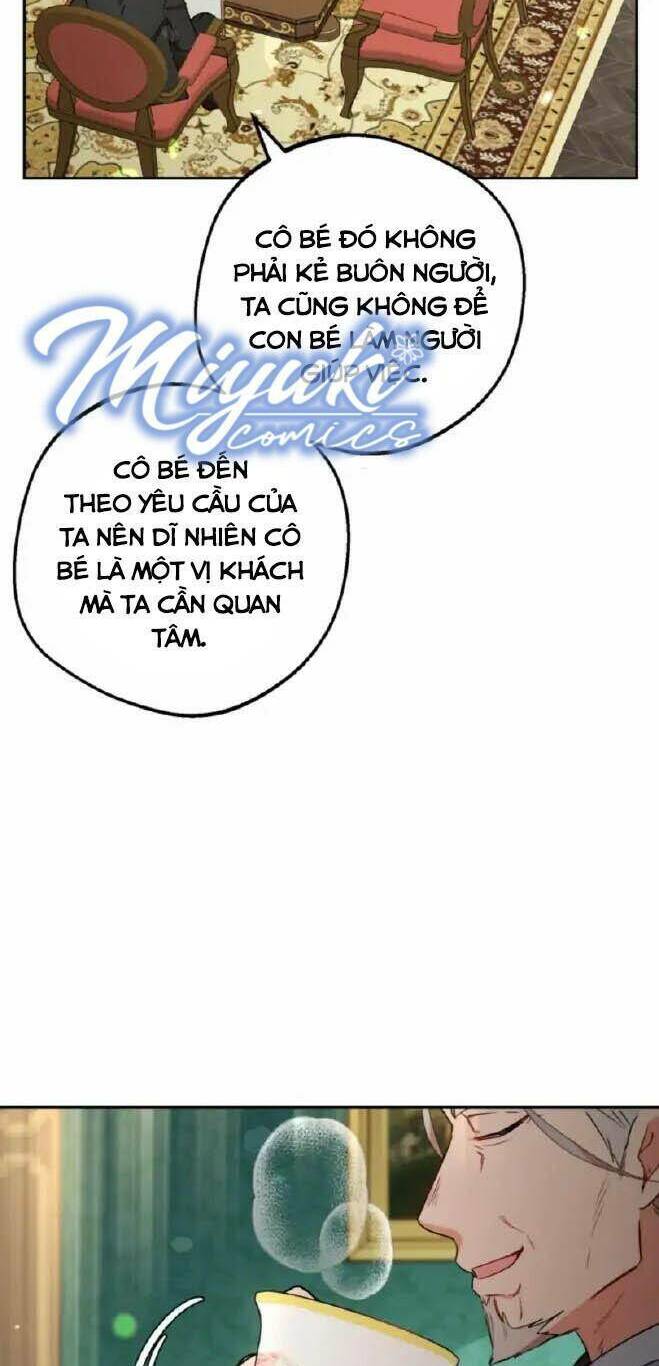 CÔ BÉ ĐÓ KHÔNG
PHẢI KẺ BUÔN NGƯỜI,
TA CŨNG KHÔNG ĐỂ
CON BÉ LÀM NGƯỜI
GIÚP VIỆC.
Miyuki
comics
CÔ BÉ ĐẾN
THEO YÊU CẦU CỦA
TA NÊN DĨ NHIÊN CÔ
BÉ LÀ MỘT VỊ KHÁCH
MÀ TA CẦN QUAN
TÂM.